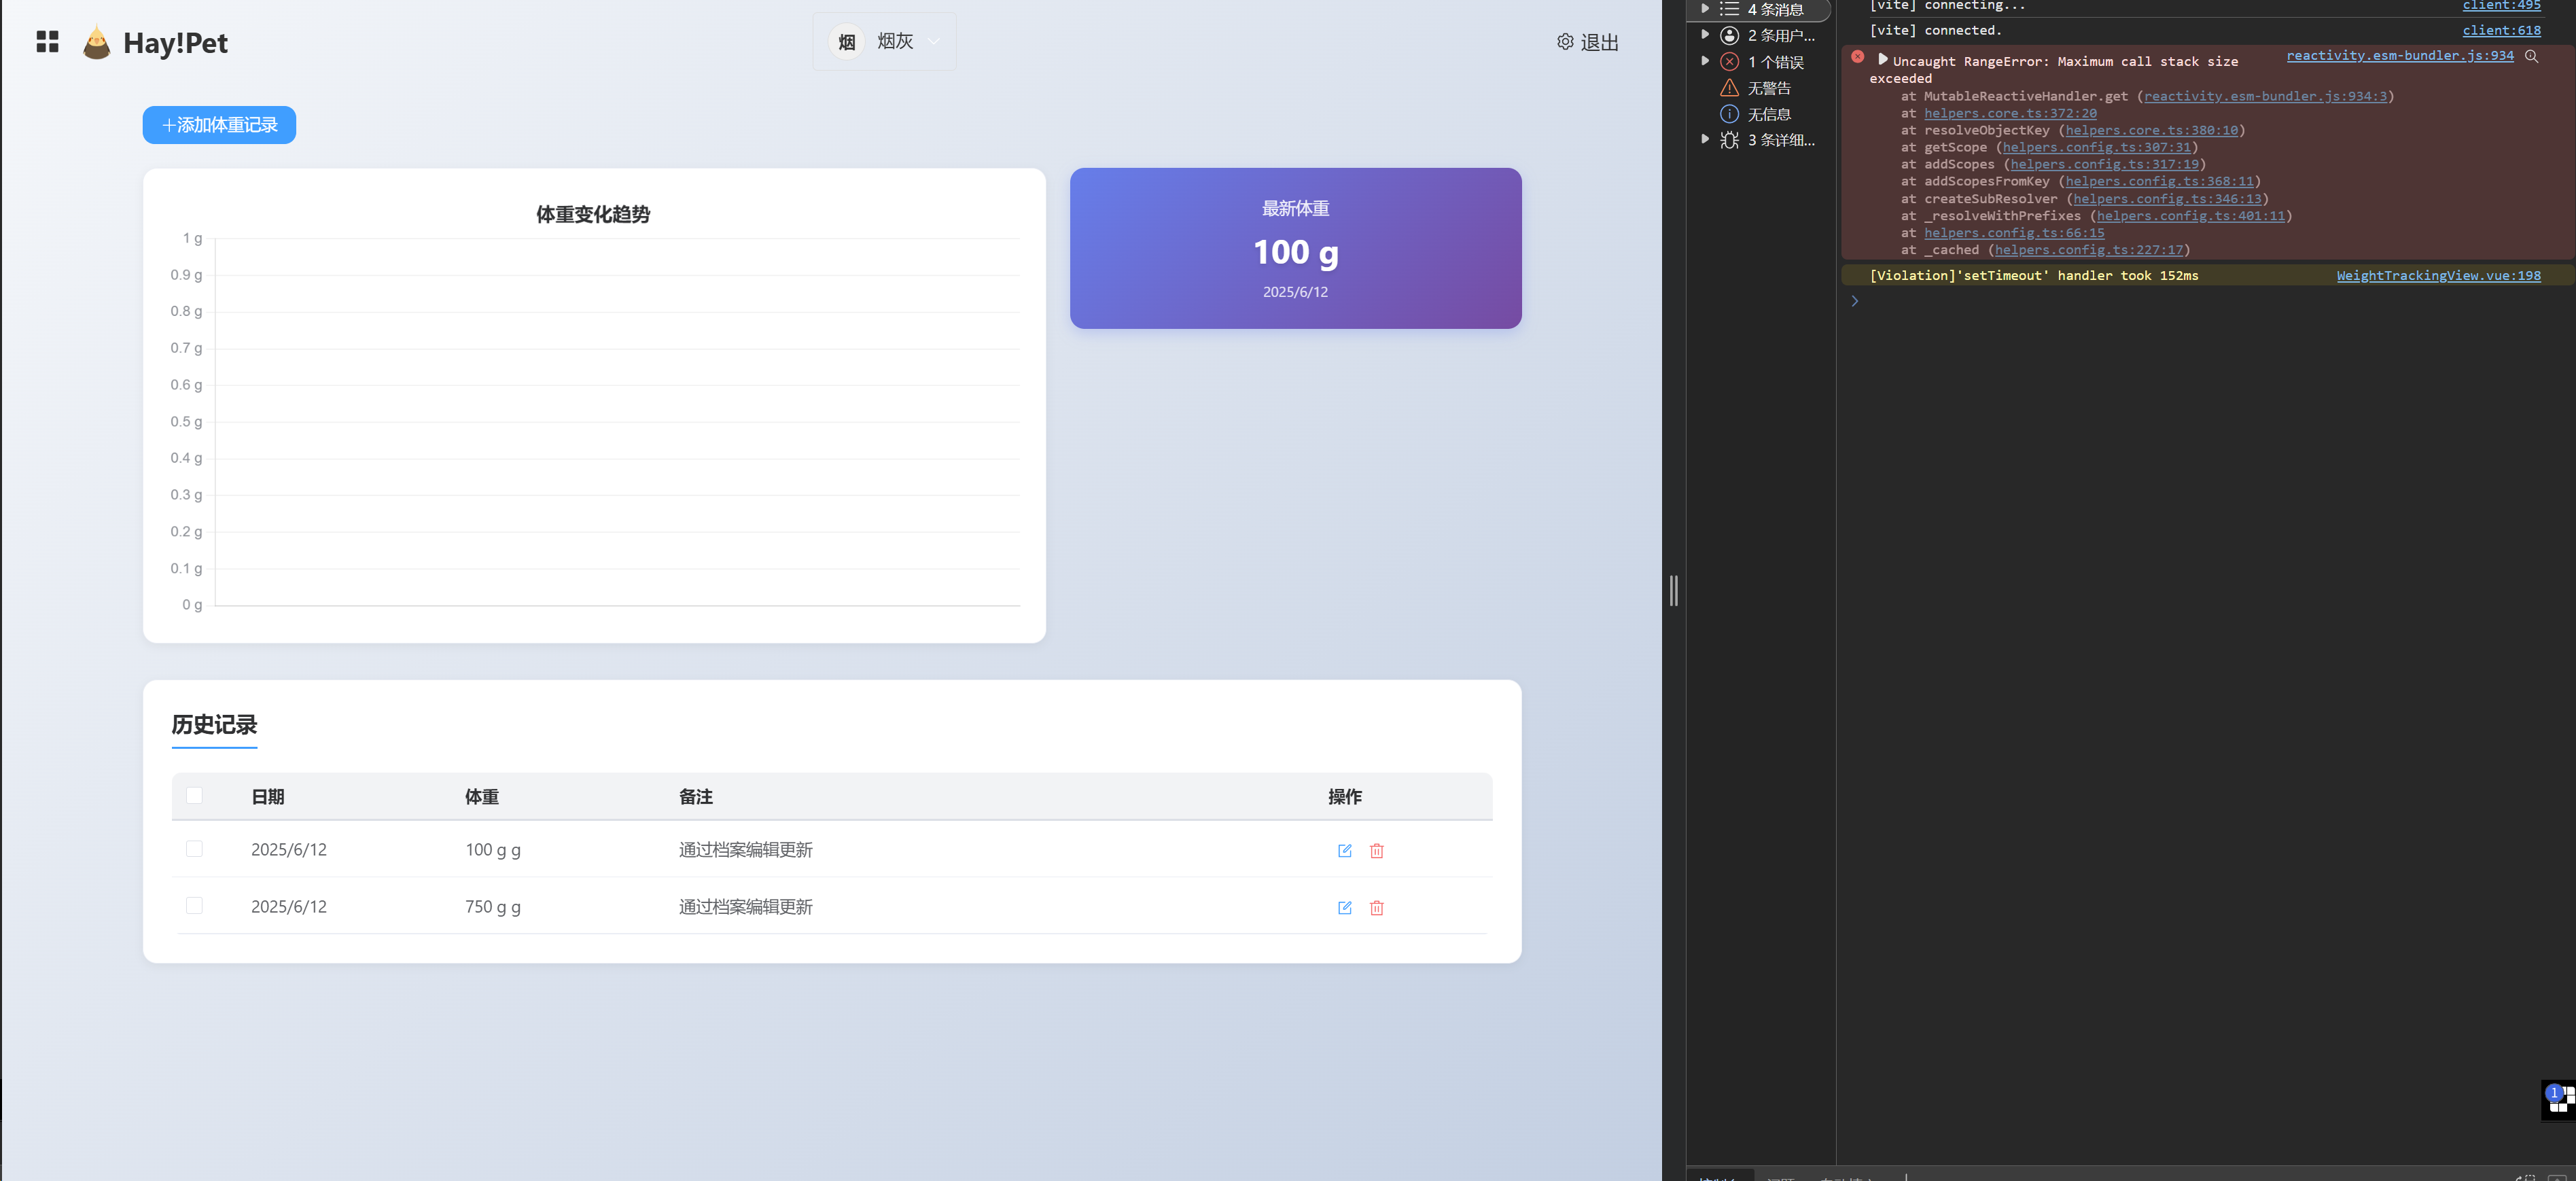 Hay!Pet
烟 烟灰
退出
+添加体重记录
体重变化趋势
1 g
0.9 g
0.8 g
0.7 g
0.6 g
0.5 g
0.4 g
0.3 g
0.2 g
0.1 g
0 g
最新体重
100 g
2025/6/12
历史记录
日期 体重 备注 操作
2025/6/12 100 g g 通过档案编辑更新
2025/6/12 750 g g 通过档案编辑更新
4 条消息
2 条用户...
1 个错误
无警告
无信息
3 条详细...
[vite] connecting... client:495
[vite] connected. client:618
Uncaught RangeError: Maximum call stack size reactivity.esm-bundler.js:934
exceeded
at MutableReactiveHandler.get (reactivity.esm-bundler.js:934:3)
at helpers.core.ts:372:20
at resolveObjectKey (helpers.core.ts:380:10)
at getScope (helpers.config.ts:307:31)
at addScopes (helpers.config.ts:317:19)
at addScopesFromKey (helpers.config.ts:368:11)
at createSubResolver (helpers.config.ts:346:13)
at _resolveWithPrefixes (helpers.config.ts:401:11)
at helpers.config.ts:66:15
at _cached (helpers.config.ts:227:17)
[Violation]'setTimeout' handler took 152ms WeightTrackingView.vue:198
1